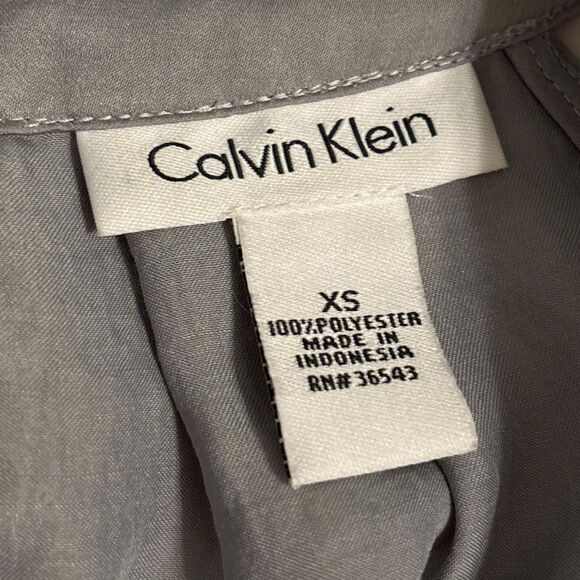 Calvin Klein
XS
100%POLYESTER
MADE IN
INDONESIA
RN#36543